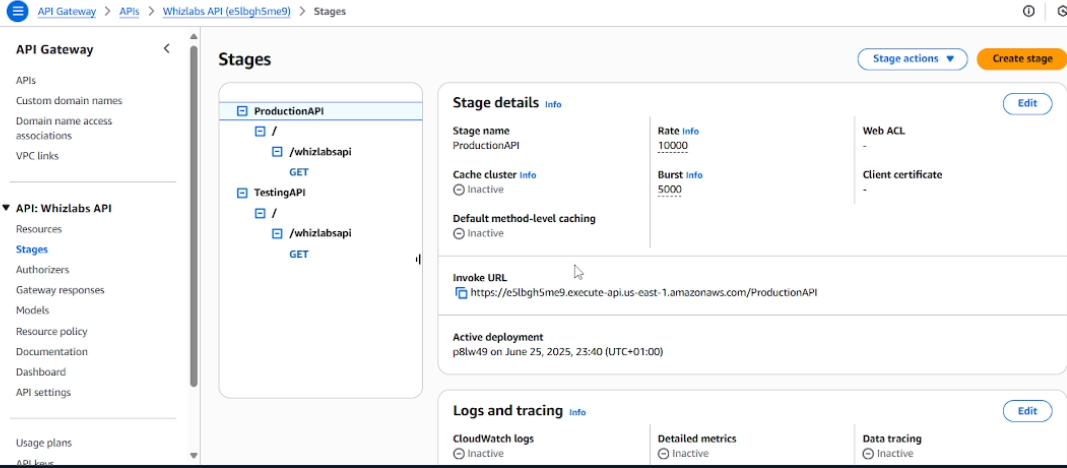 API Gateway > APIs > Whizlabs API (e5lbgh5me9) > Stages
API Gateway
APIs
Custom domain names
Domain name access
associations
VPC links
API: Whizlabs API
Resources
Stages
Authorizers
Gateway responses
Models
Resource policy
Documentation
Dashboard
API settings
Usage plans
API keys
Stages
Stage actions
Create stage
ProductionAPI
/
/whizlabsapi
GET
TestingAPI
/
/whizlabsapi
GET
Stage details Info
Edit
Stage name
ProductionAPI
Rate Info
10000
Web ACL
-
Cache cluster Info
Inactive
Burst Info
5000
Client certificate
-
Default method-level caching
Inactive
Invoke URL
https://e5lbgh5me9.execute-api.us-east-1.amazonaws.com/ProductionAPI
Active deployment
p8lw49 on June 25, 2025, 23:40 (UTC+01:00)
Logs and tracing Info
Edit
CloudWatch logs
Inactive
Detailed metrics
Inactive
Data tracing
Inactive